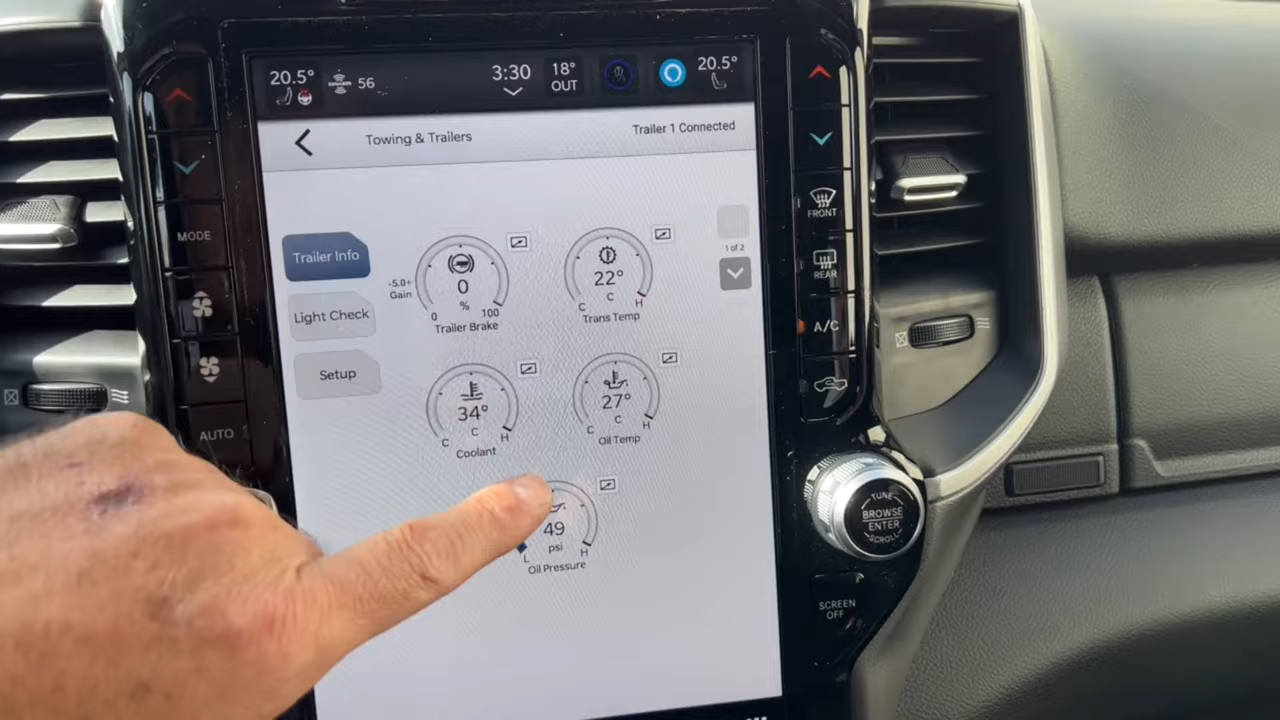 20.5°
56
3:30
18°
OUT
20.5°
Towing & Trailers
Trailer 1 Connected
MODE
FRONT
REAR
A/C
AUTO
Trailer Info
Light Check
Setup
1 of 2
-5.0+
Gain
0
%
0
100
Trailer Brake
22°
C
C
H
Trans Temp
34°
C
C
H
Coolant
27°
C
C
H
Oil Temp
49
psi
L
H
Oil Pressure
TUNE
BROWSE
ENTER
SCROLL
SCREEN
OFF